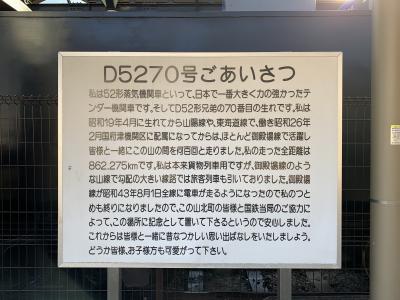 D5270号ごあいさつ
私は52形蒸気機関車といって、日本で一番大きく力の強かったテ
ンダー機関車です。そしてD52形兄弟の70番目の生れです。私は
昭和19年4月に生れてから山陽線や、東海道線で、働き昭和26年
2月国府津機関区に配属になってからは、ほとんど御殿場線で活躍し
皆様と一緒にこの山の間を何百回と走りました。私の走った全距離は
862,275kmです。私は本来貨物列車用ですが、御殿場線のよう
な山線で勾配の大きい線路では旅客列車も引いておりました。御殿場
線が昭和43年8月1日全線に電車が走るようになったので私のつと
めも終りになりましたので、この山北町の皆様と国鉄当局のご協力に
よって、この場所に記念として置いて下さるというので安心しました。
これからは皆様と一緒に昔なつかしい思い出ばなしをいたしましょう。
どうか皆様、お子様方も可愛がって下さい。